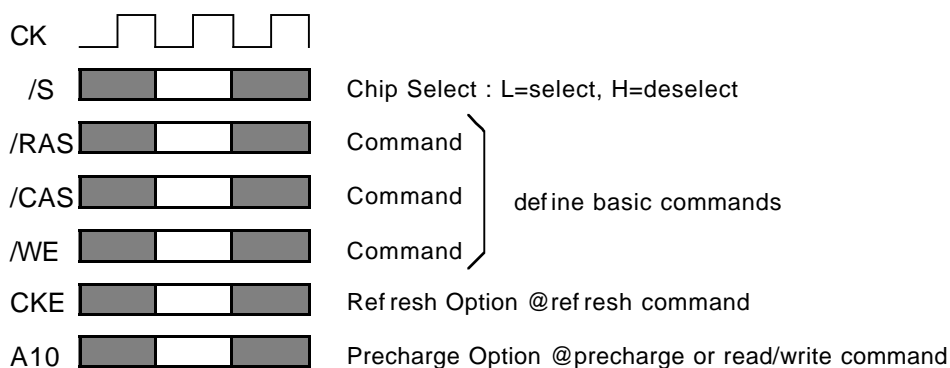 CK
/S Chip Select : L=select, H=deselect
/RAS Command
/CAS Command define basic commands
/WE Command
CKE Refresh Option @refresh command
A10 Precharge Option @precharge or read/write command